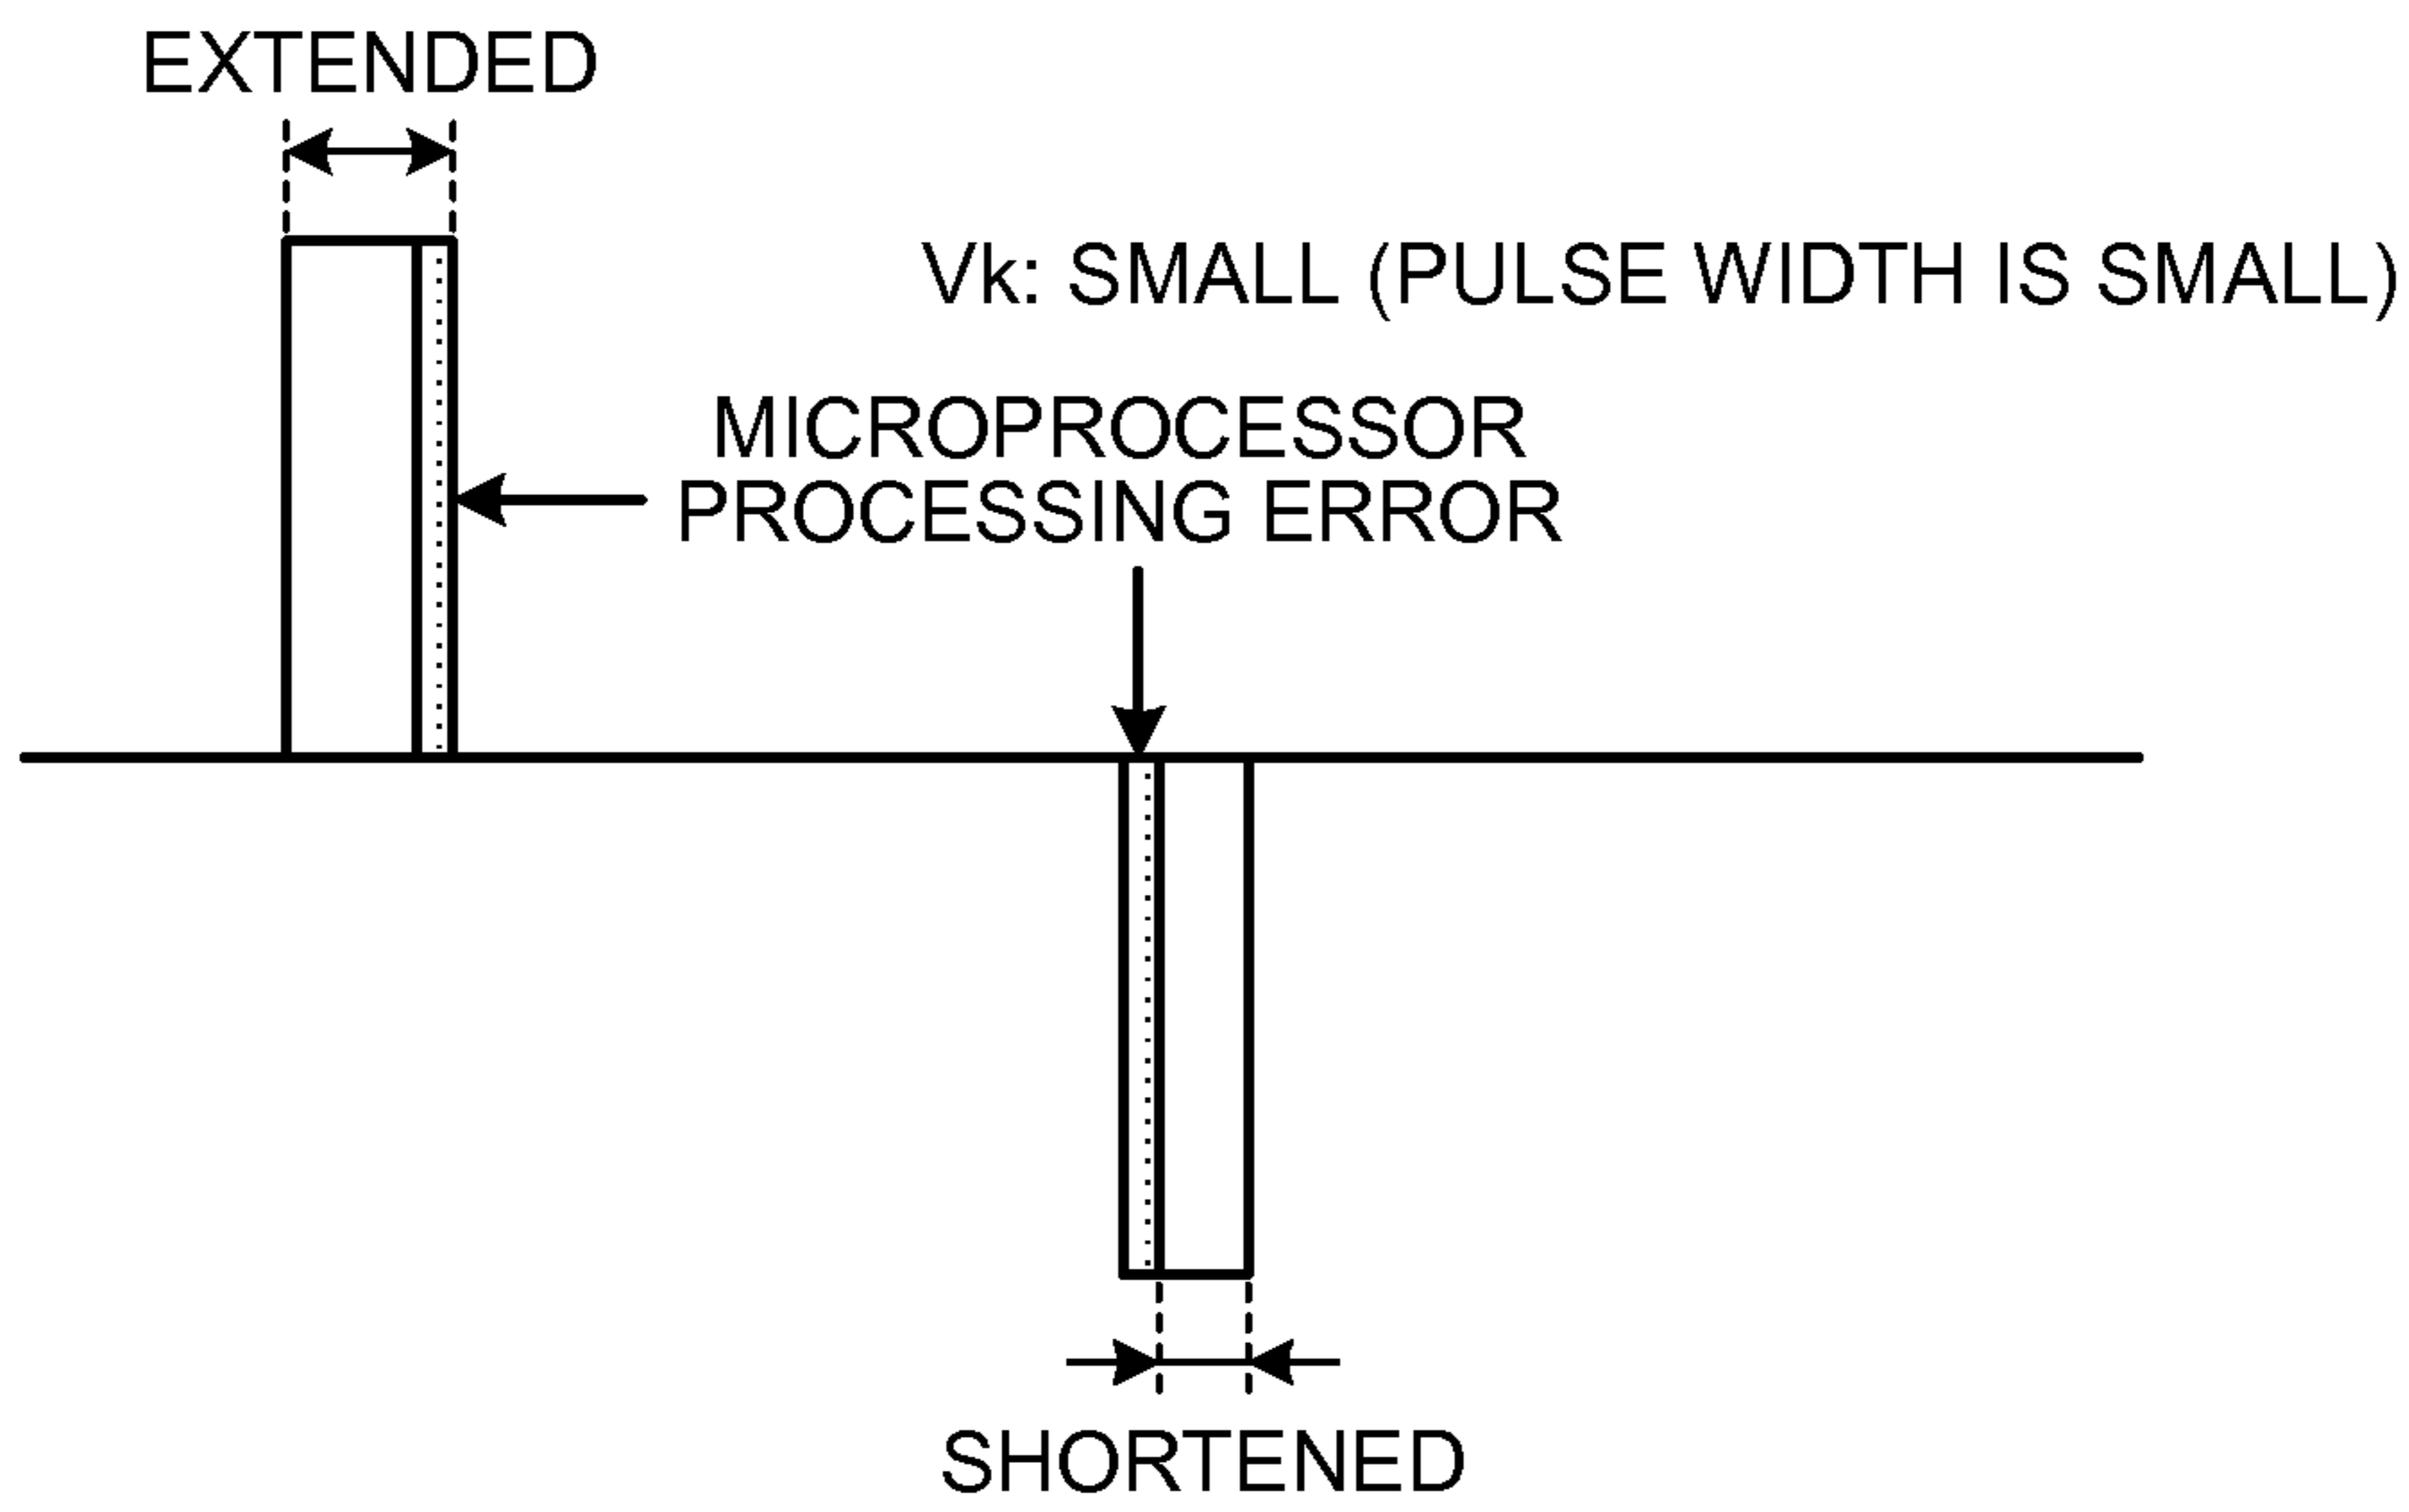 EXTENDED
Vk: SMALL (PULSE WIDTH IS SMALL)
MICROPROCESSOR
PROCESSING ERROR
SHORTENED